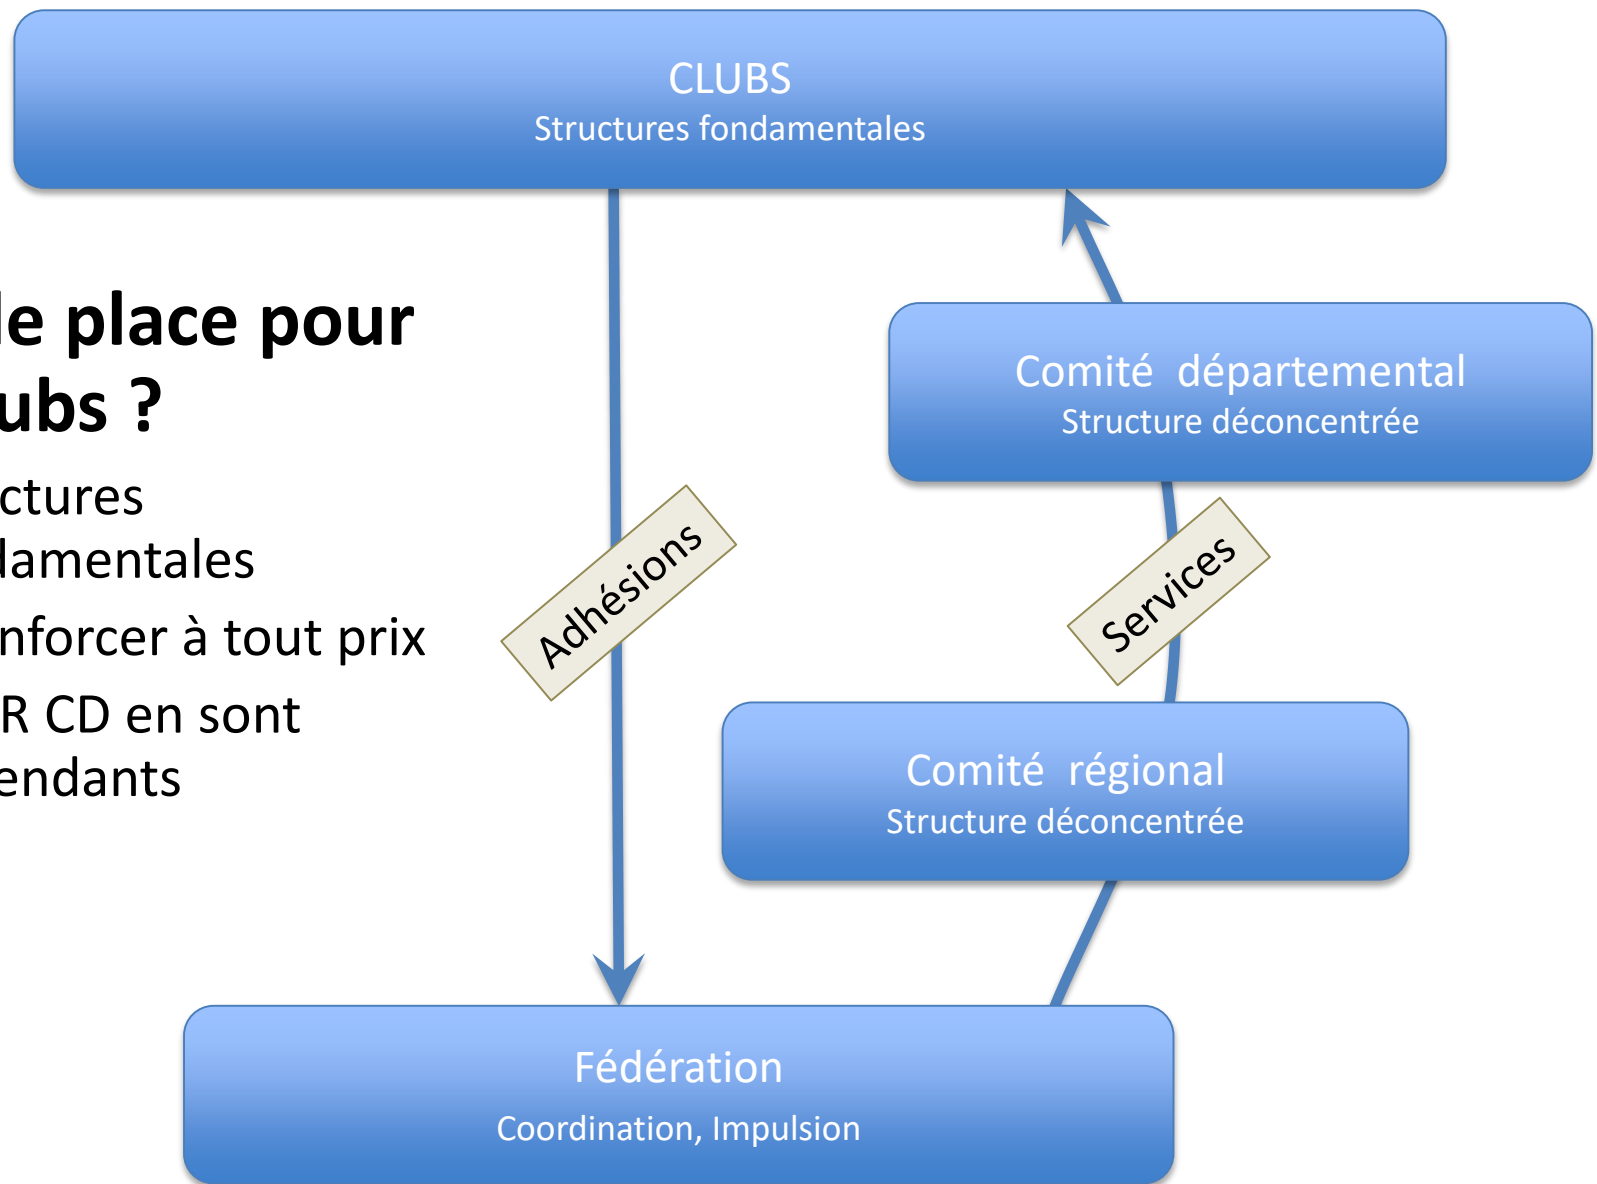 CLUBS
Structures fondamentales
le place pour
ubs ?
ctures
damentales
nforcer à tout prix
R CD en sont
endants
Adhésions
Comité départemental
Structure déconcentrée
Services
Comité régional
Structure déconcentrée
Fédération
Coordination, Impulsion